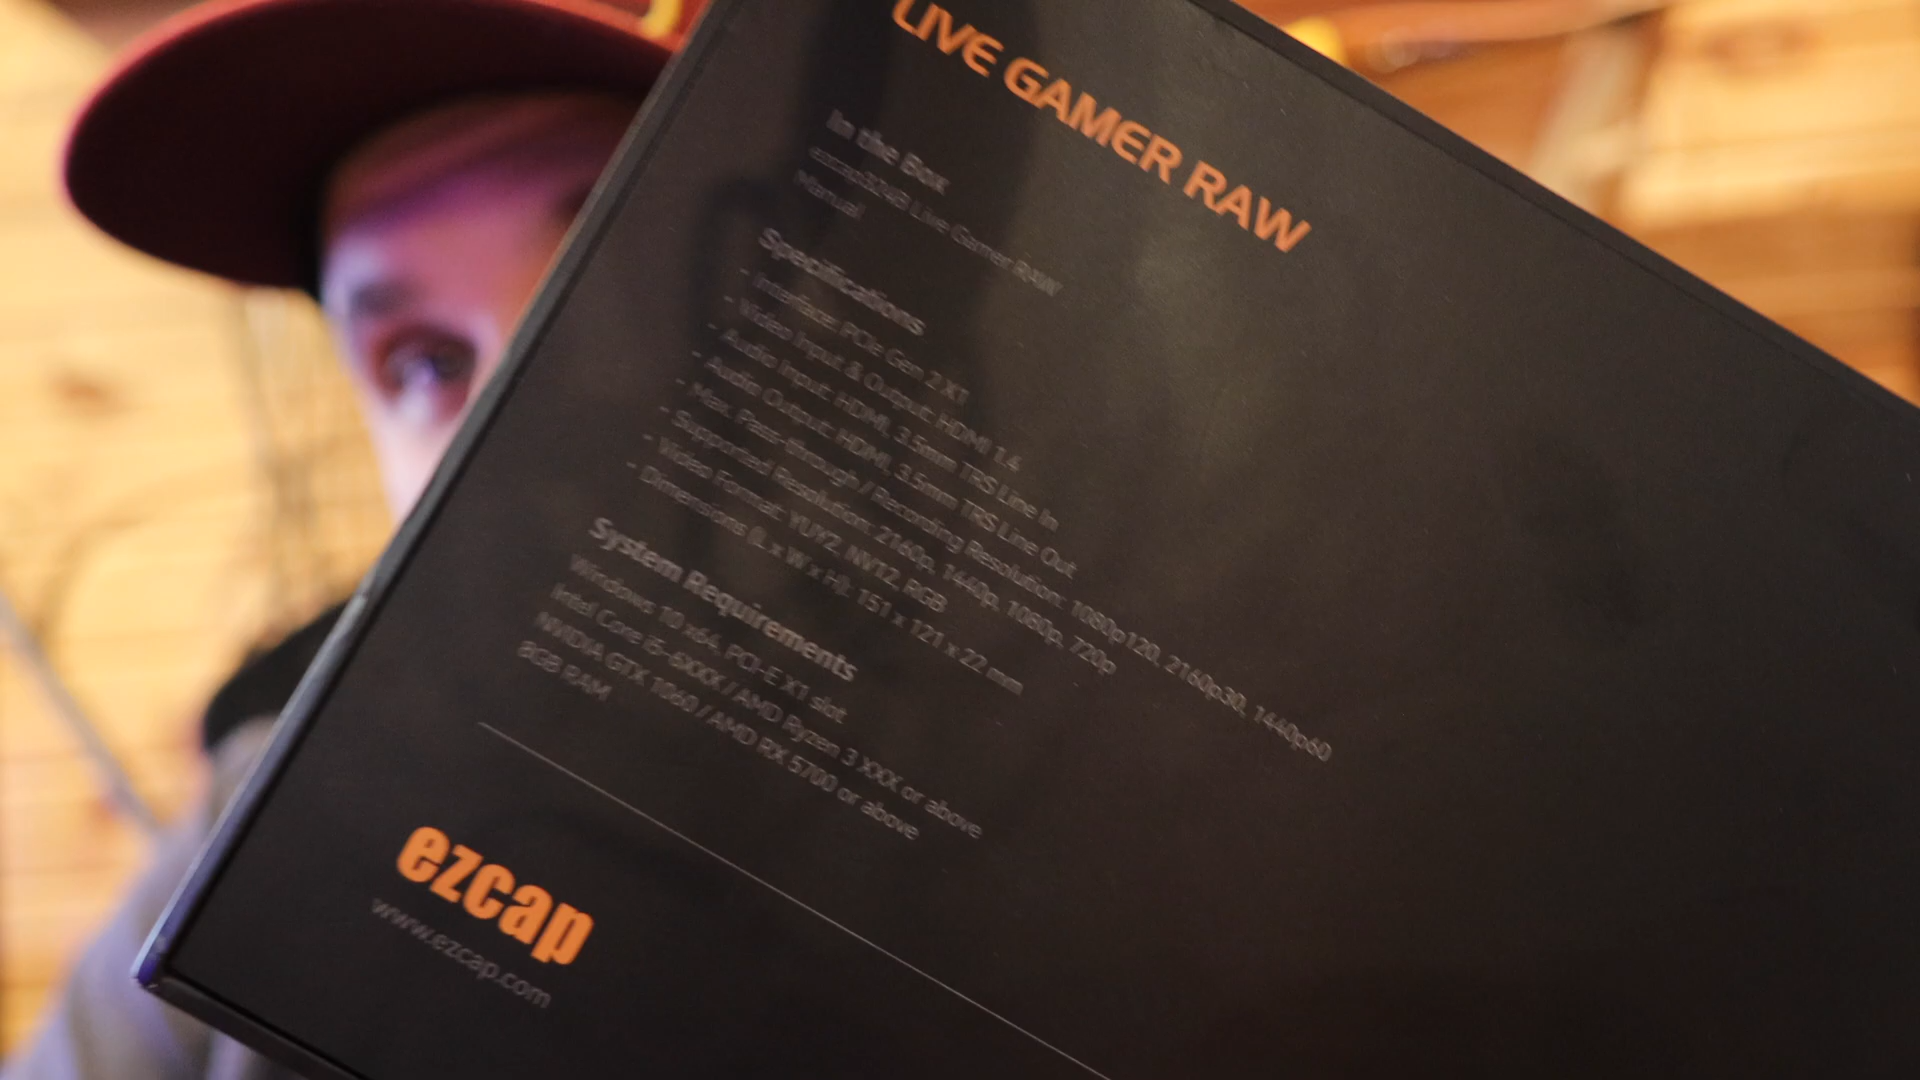 LIVE GAMER RAW
In the Box
ezcap324B Live Gamer RAW
Manual
Specifications
- Interface: PCIe Gen 2 X1
- Video Input & Output: HDMI 1.4
- Audio Input: HDMI, 3.5mm TRS Line In
- Audio Output: HDMI, 3.5mm TRS Line Out
- Max. Pass-through / Recording Resolution: 1080p120, 2160p30, 1440p60
- Supported Resolution: 2160p, 1440p, 1080p, 720p
- Video Format: YUY2, NV12, RGB
- Dimensions (L x W x H): 151 x 121 x 22 mm
System Requirements
Windows 10 x64, PCI-E X1 slot
Intel Core i5-6XXX / AMD Ryzen 3 XXX or above
NVIDIA GTX 1060 / AMD RX 5700 or above
8GB RAM
ezcap
www.ezcap.com